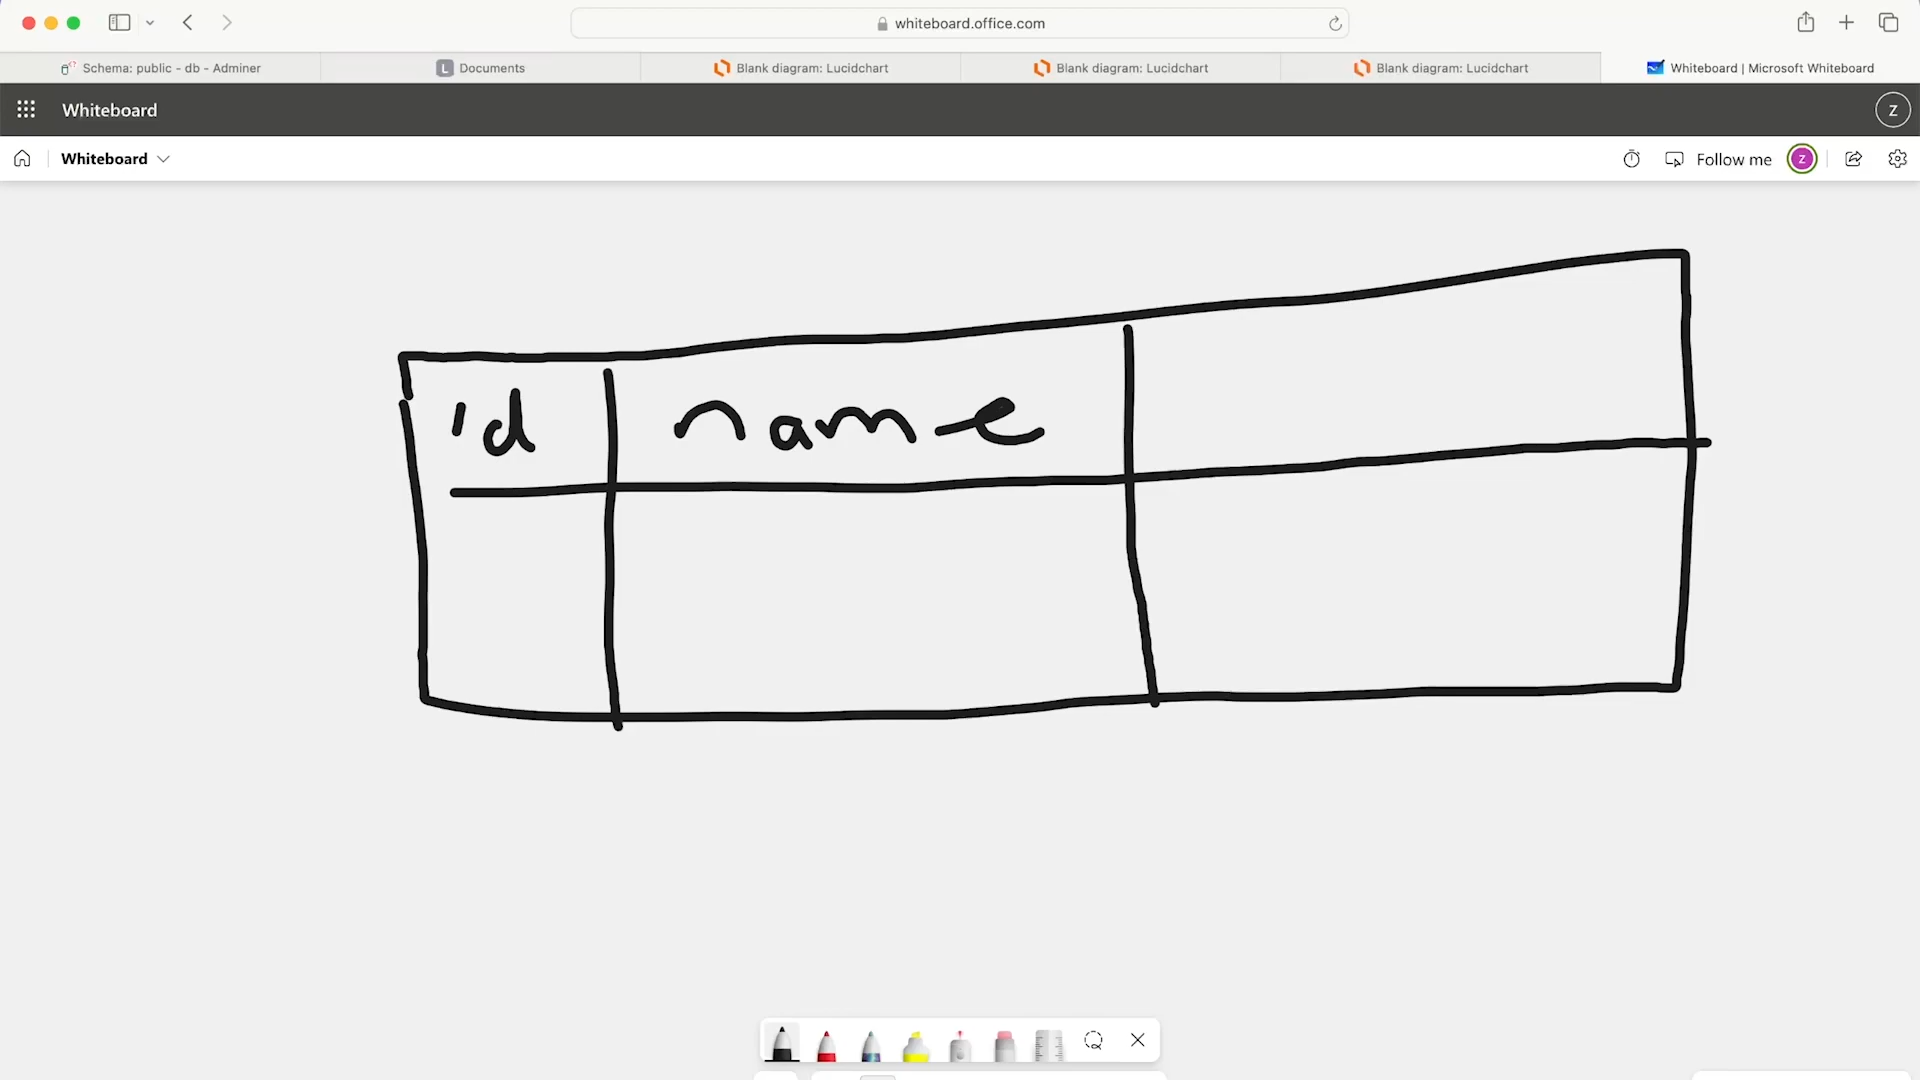 whiteboard.office.com
Schema: public - db - Adminer
L Documents
Blank diagram: Lucidchart
Blank diagram: Lucidchart
Blank diagram: Lucidchart
Whiteboard | Microsoft Whiteboard
Whiteboard
Z
Whiteboard
Follow me
Z
id
name